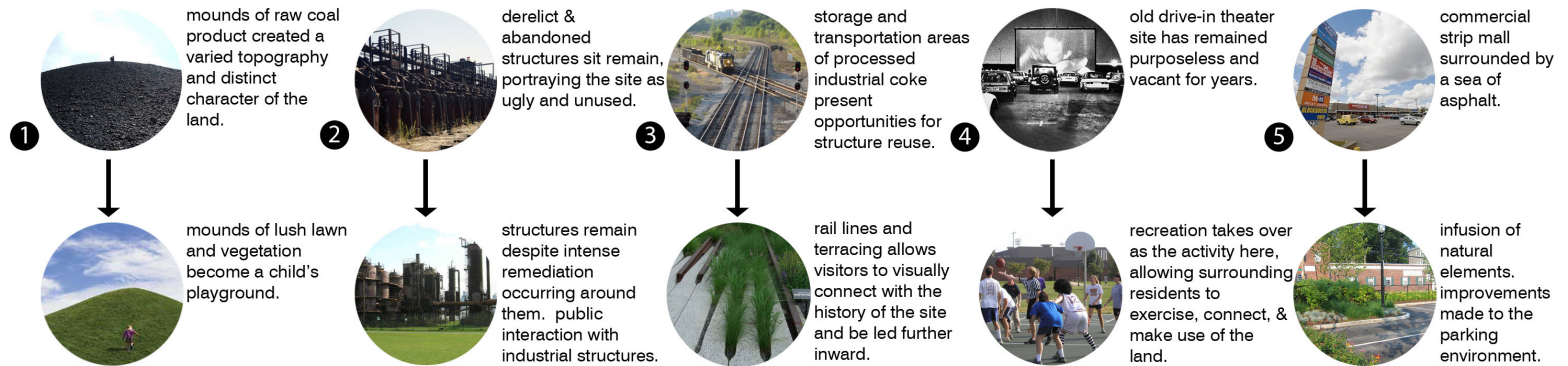 1
mounds of raw coal
product created a
varied topography
and distinct
character of the
land.
2
derelict &
abandoned
structures sit remain,
portraying the site as
ugly and unused.
3
storage and
transportation areas
of processed
industrial coke
present
opportunities for
structure reuse.
4
old drive-in theater
site has remained
purposeless and
vacant for years.
5
commercial
strip mall
surrounded by
a sea of
asphalt.
mounds of lush lawn
and vegetation
become a child's
playground.
structures remain
despite intense
remediation
occurring around
them. public
interaction with
industrial structures.
rail lines and
terracing allows
visitors to visually
connect with the
history of the site
and be led further
inward.
recreation takes over
as the activity here,
allowing surrounding
residents to
exercise, connect, &
make use of the
land.
infusion of
natural
elements.
improvements
made to the
parking
environment.